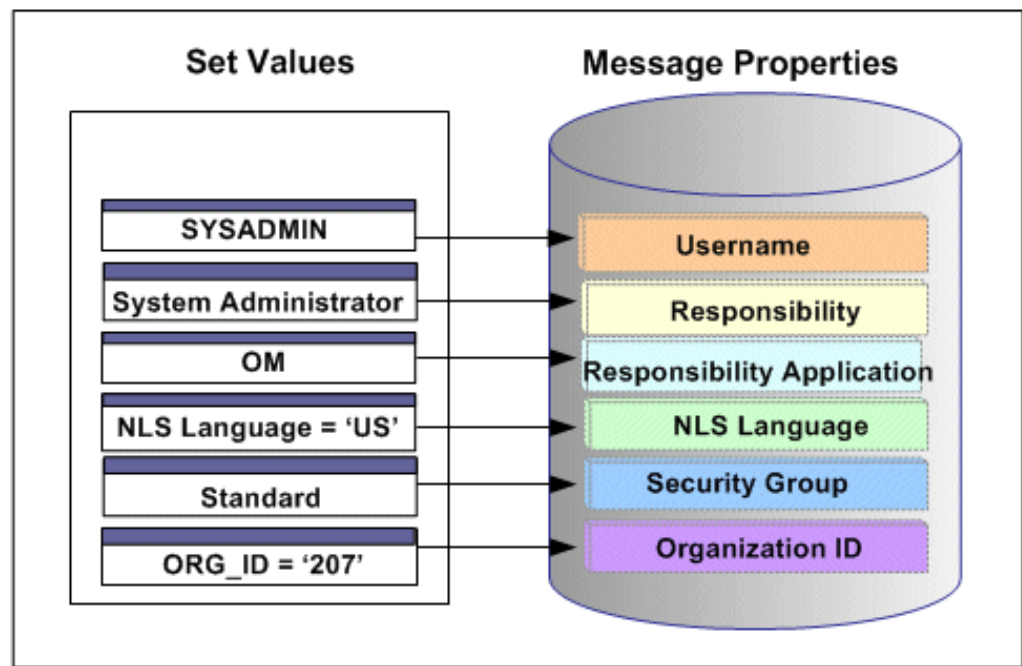 Set Values
Message Properties
SYSADMIN
Username
System Administrator
Responsibility
OM
Responsibility Application
NLS Language = ‘US’
NLS Language
Standard
Security Group
ORG_ID = ‘207’
Organization ID